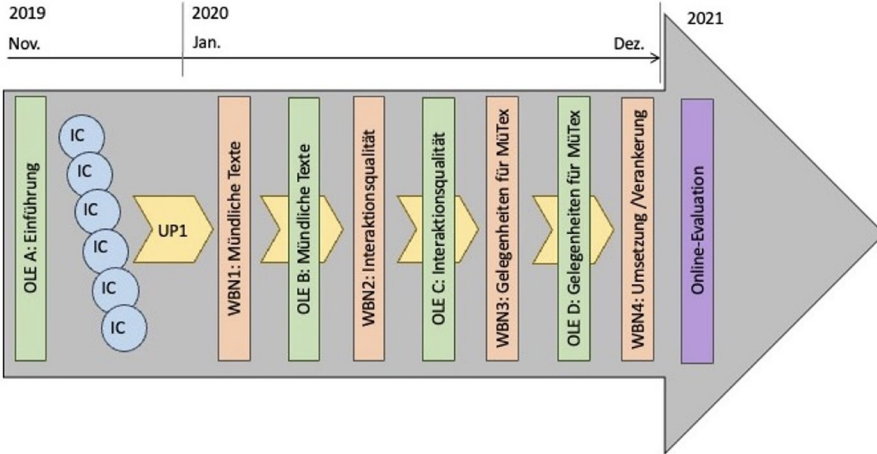 2019
2020
2021
Nov.
Jan.
Dez.
OLE A: Einführung
IC
IC
IC
IC
IC
IC
UP1
WBN1: Mündliche Texte
OLE B: Mündliche Texte
WBN2: Interaktionsqualität
OLE C: Interaktionsqualität
WBN3: Gelegenheiten für MüTex
OLE D: Gelegenheiten für MüTex
WBN4: Umsetzung /Verankerung
Online-Evaluation